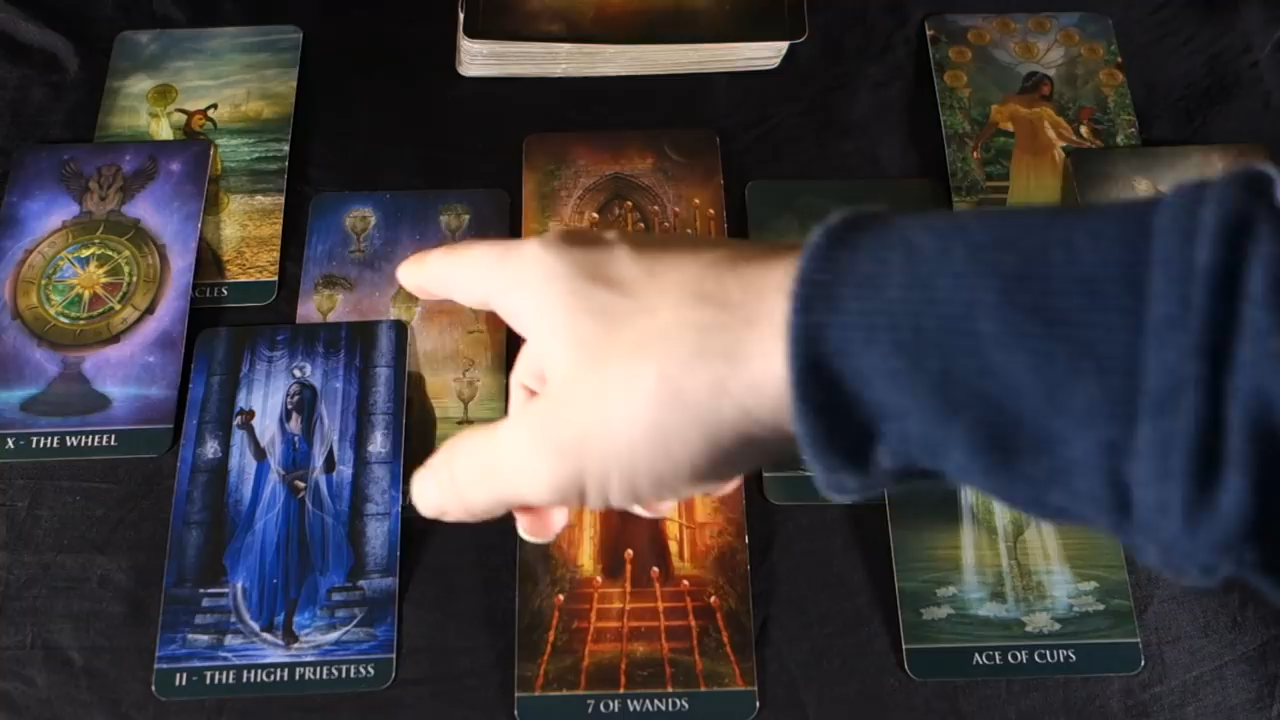 CLES
X - THE WHEEL
II - THE HIGH PRIESTESS
ACE OF CUPS
7 OF WANDS